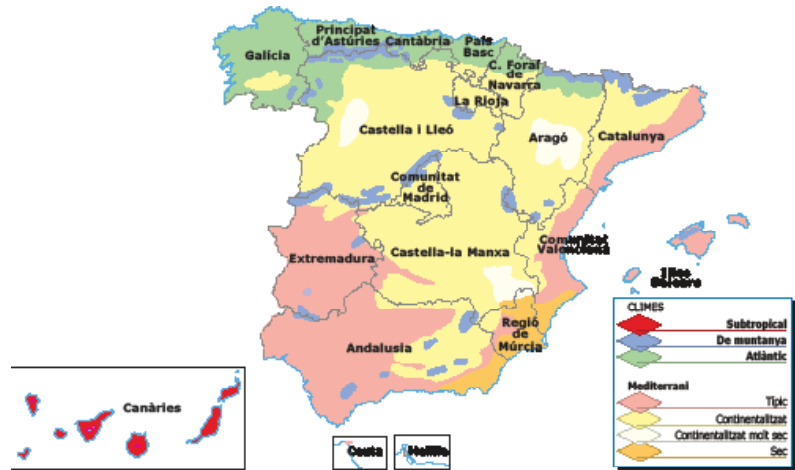 Principat
d'Astúries
Cantàbria
País
Basc
Galícia
C. Foral
de
Navarra
La Rioja
Castella i Lleó
Aragó
Catalunya
Comunitat
de
Madrid
Comunitat
Valenciana
Extremadura
Castella-la Manxa
Illes
Balears
Regió
de
Múrcia
Andalusia
Canàries
Ceuta
Melilla
CLIMES
Subtropical
De muntanya
Atlàntic
Mediterrani
Típic
Continentalitzat
Continentalitzat molt sec
Sec